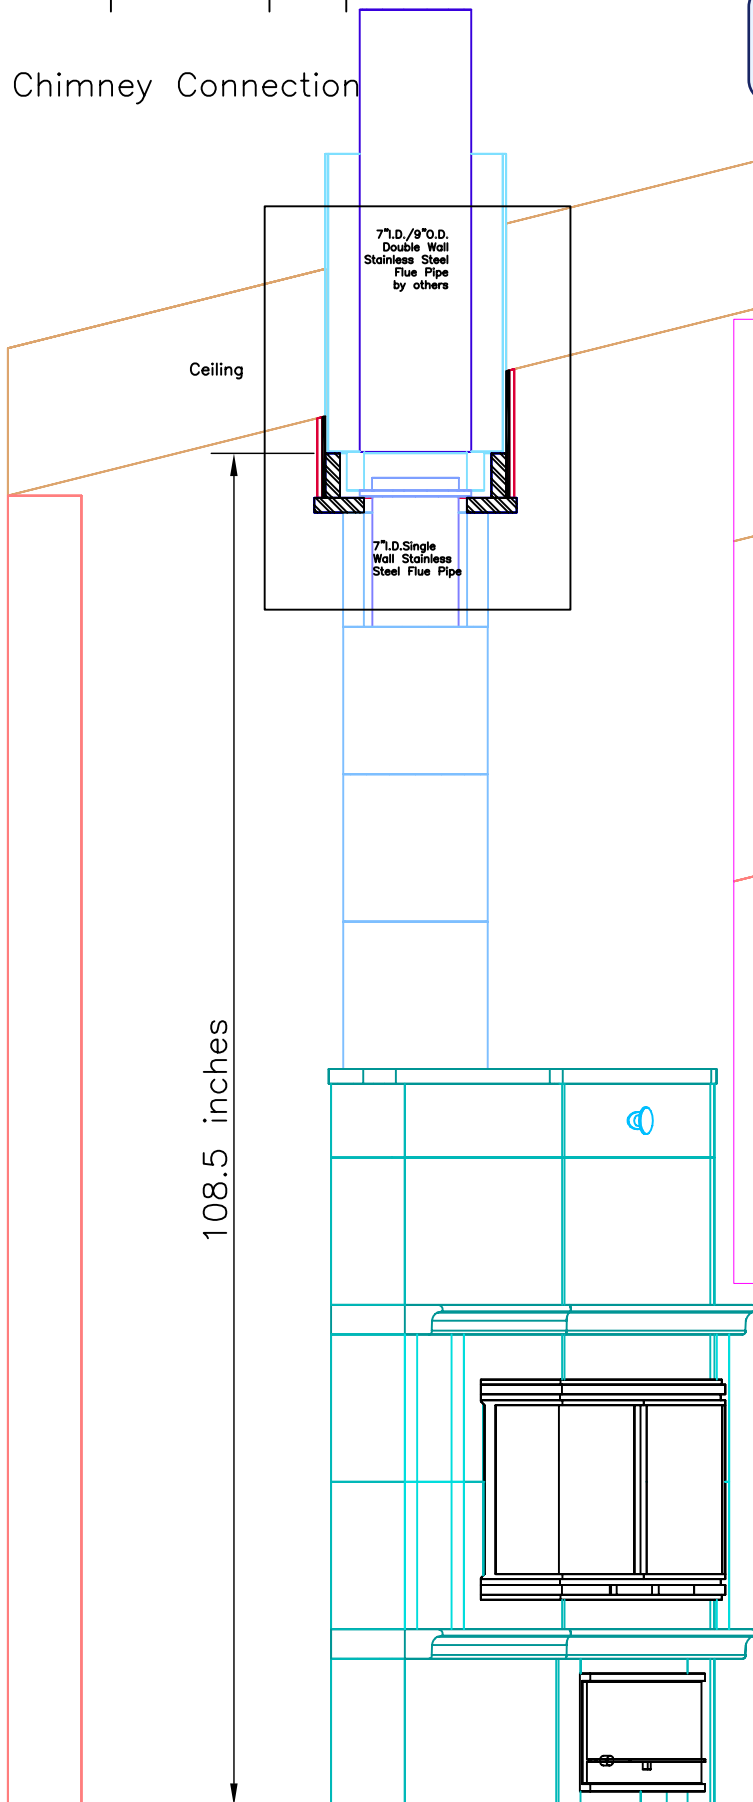 Chimney Connection
7"I.D./9"O.D.
Double Wall
Stainless Steel
Flue Pipe
by others
Ceiling
7"I.D.Single
Wall Stainless
Steel Flue Pipe
108.5 inches